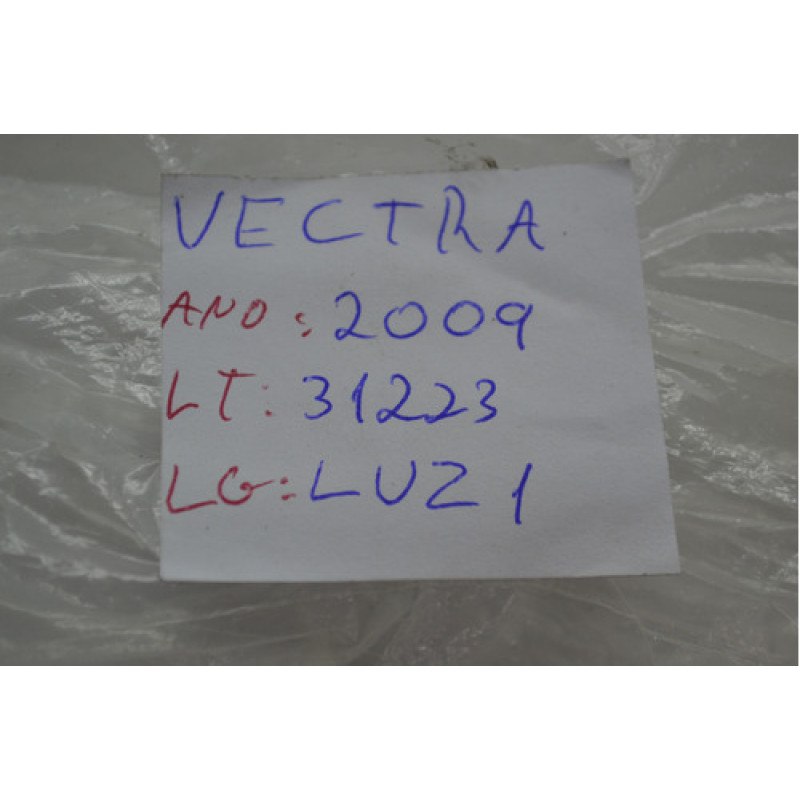 VECTRA
ANO: 2009
LT: 31223
LG: LUZ 1